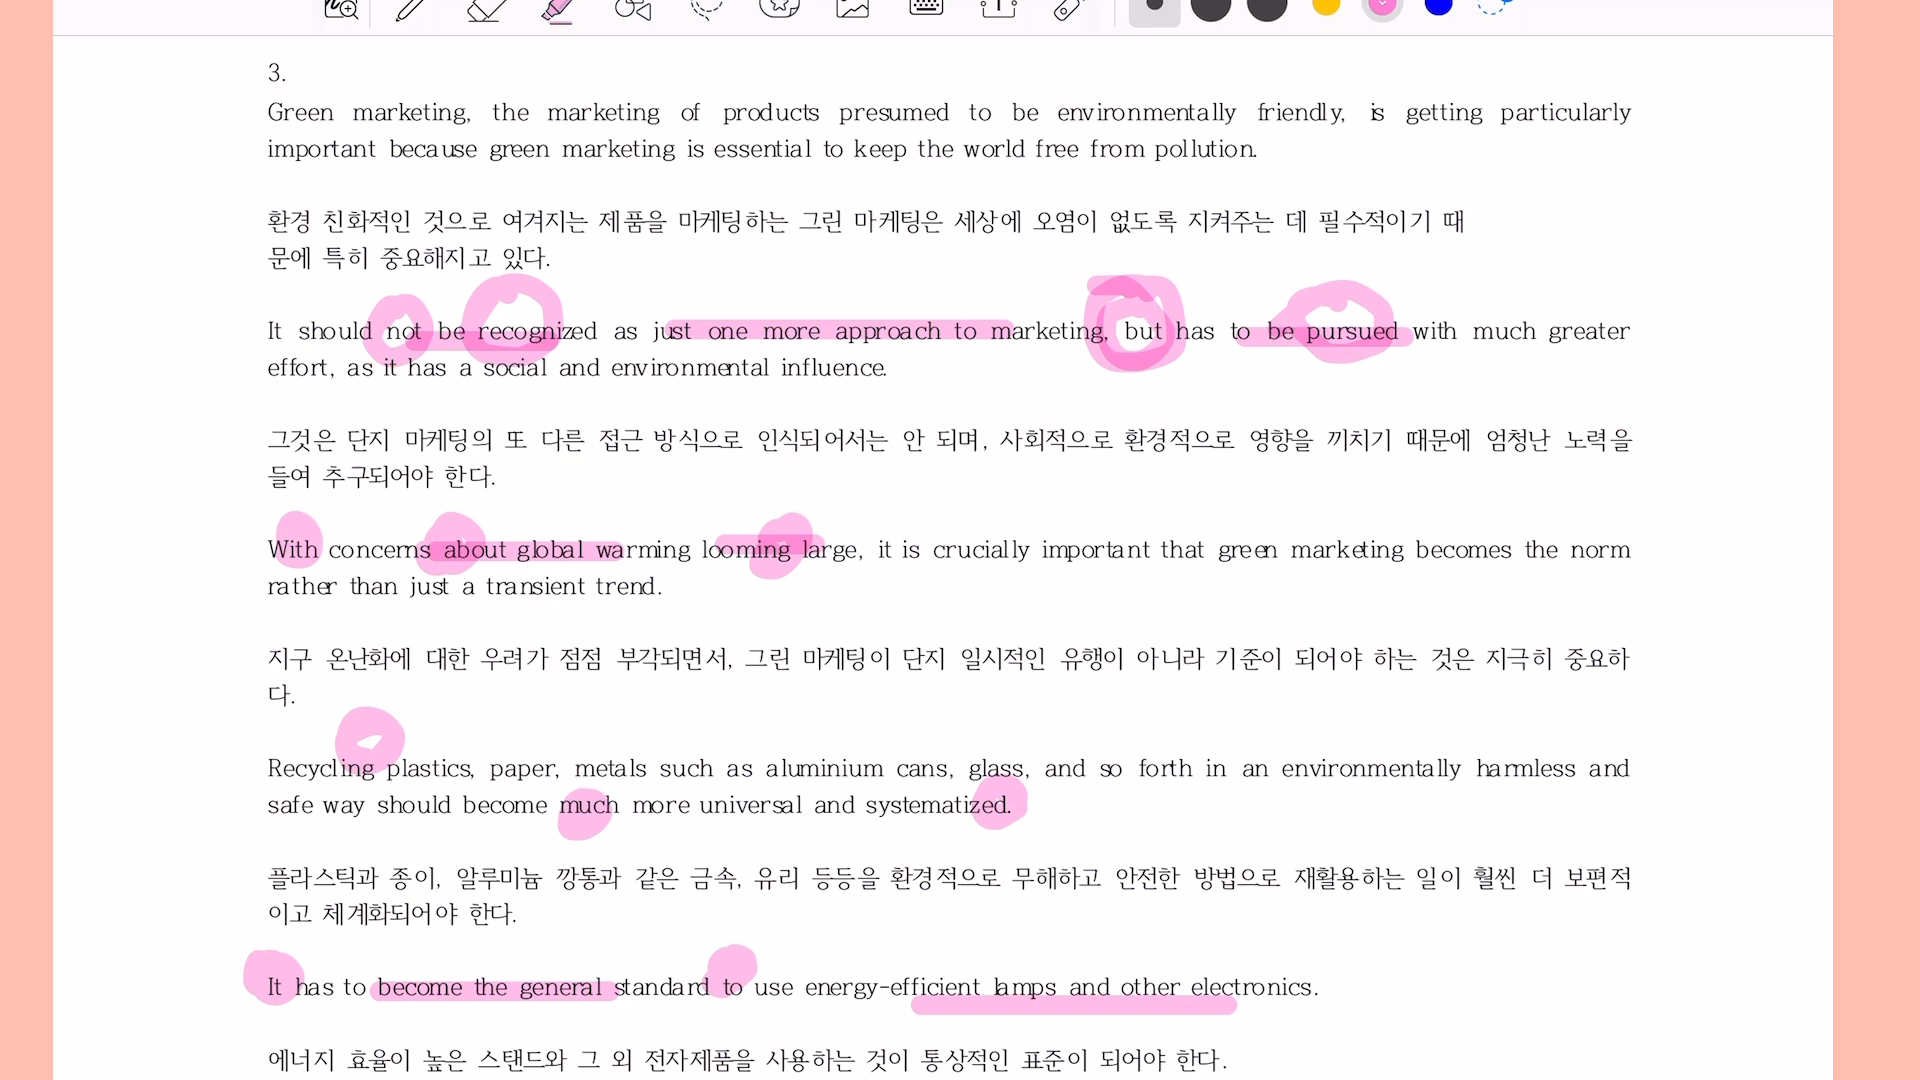 3.
Green marketing, the marketing of products presumed to be environmentally friendly, is getting particularly
important because green marketing is essential to keep the world free from pollution.
환경 친화적인 것으로 여겨지는 제품을 마케팅하는 그린 마케팅은 세상에 오염이 없도록 지켜주는 데 필수적이기 때
문에 특히 중요해지고 있다.
It should not be recognized as just one more approach to marketing, but has to be pursued with much greater
effort, as it has a social and environmental influence.
그것은 단지 마케팅의 또 다른 접근 방식으로 인식되어서는 안 되며, 사회적으로 환경적으로 영향을 끼치기 때문에 엄청난 노력을
들여 추구되어야 한다.
With concerns about global warming looming large, it is crucially important that green marketing becomes the norm
rather than just a transient trend.
지구 온난화에 대한 우려가 점점 부각되면서, 그린 마케팅이 단지 일시적인 유행이 아니라 기준이 되어야 하는 것은 지극히 중요하
다.
Recycling plastics, paper, metals such as aluminium cans, glass, and so forth in an environmentally harmless and
safe way should become much more universal and systematized.
플라스틱과 종이, 알루미늄 깡통과 같은 금속, 유리 등등을 환경적으로 무해하고 안전한 방법으로 재활용하는 일이 훨씬 더 보편적
이고 체계화되어야 한다.
It has to become the general standard to use energy-efficient lamps and other electronics.
에너지 효율이 높은 스탠드와 그 외 전자제품을 사용하는 것이 통상적인 표준이 되어야 한다.